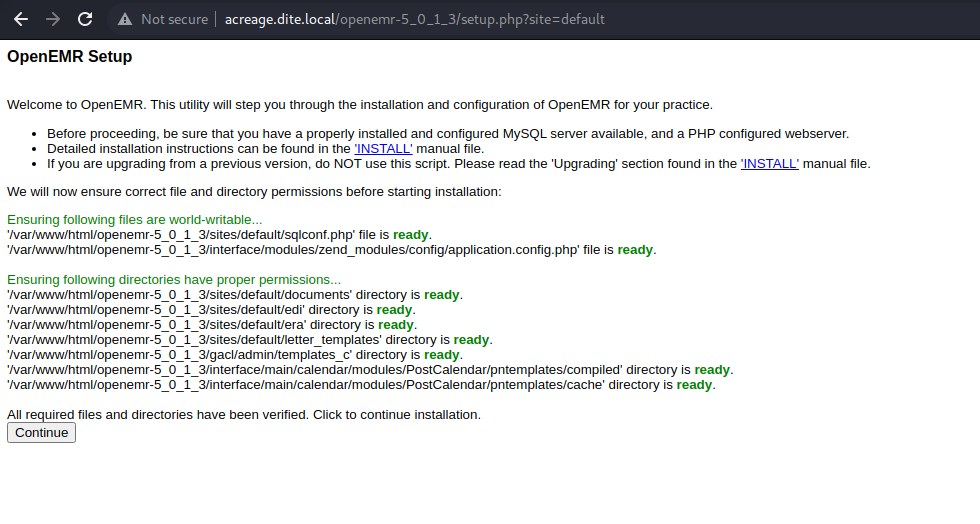 Not secure acreage.dite.local/openemr-5_0_1_3/setup.php?site=default
OpenEMR Setup
Welcome to OpenEMR. This utility will step you through the installation and configuration of OpenEMR for your practice.
• Before proceeding, be sure that you have a properly installed and configured MySQL server available, and a PHP configured webserver.
• Detailed installation instructions can be found in the 'INSTALL' manual file.
• If you are upgrading from a previous version, do NOT use this script. Please read the 'Upgrading' section found in the 'INSTALL' manual file.
We will now ensure correct file and directory permissions before starting installation:
Ensuring following files are world-writable...
'/var/www/html/openemr-5_0_1_3/sites/default/sqlconf.php' file is ready.
'/var/www/html/openemr-5_0_1_3/interface/modules/zend_modules/config/application.config.php' file is ready.
Ensuring following directories have proper permissions...
'/var/www/html/openemr-5_0_1_3/sites/default/documents' directory is ready.
'/var/www/html/openemr-5_0_1_3/sites/default/edi' directory is ready.
'/var/www/html/openemr-5_0_1_3/sites/default/era' directory is ready.
'/var/www/html/openemr-5_0_1_3/sites/default/letter_templates' directory is ready.
'/var/www/html/openemr-5_0_1_3/gacl/admin/templates_c' directory is ready.
'/var/www/html/openemr-5_0_1_3/interface/main/calendar/modules/PostCalendar/pntemplates/compiled' directory is ready.
'/var/www/html/openemr-5_0_1_3/interface/main/calendar/modules/PostCalendar/pntemplates/cache' directory is ready.
All required files and directories have been verified. Click to continue installation.
Continue